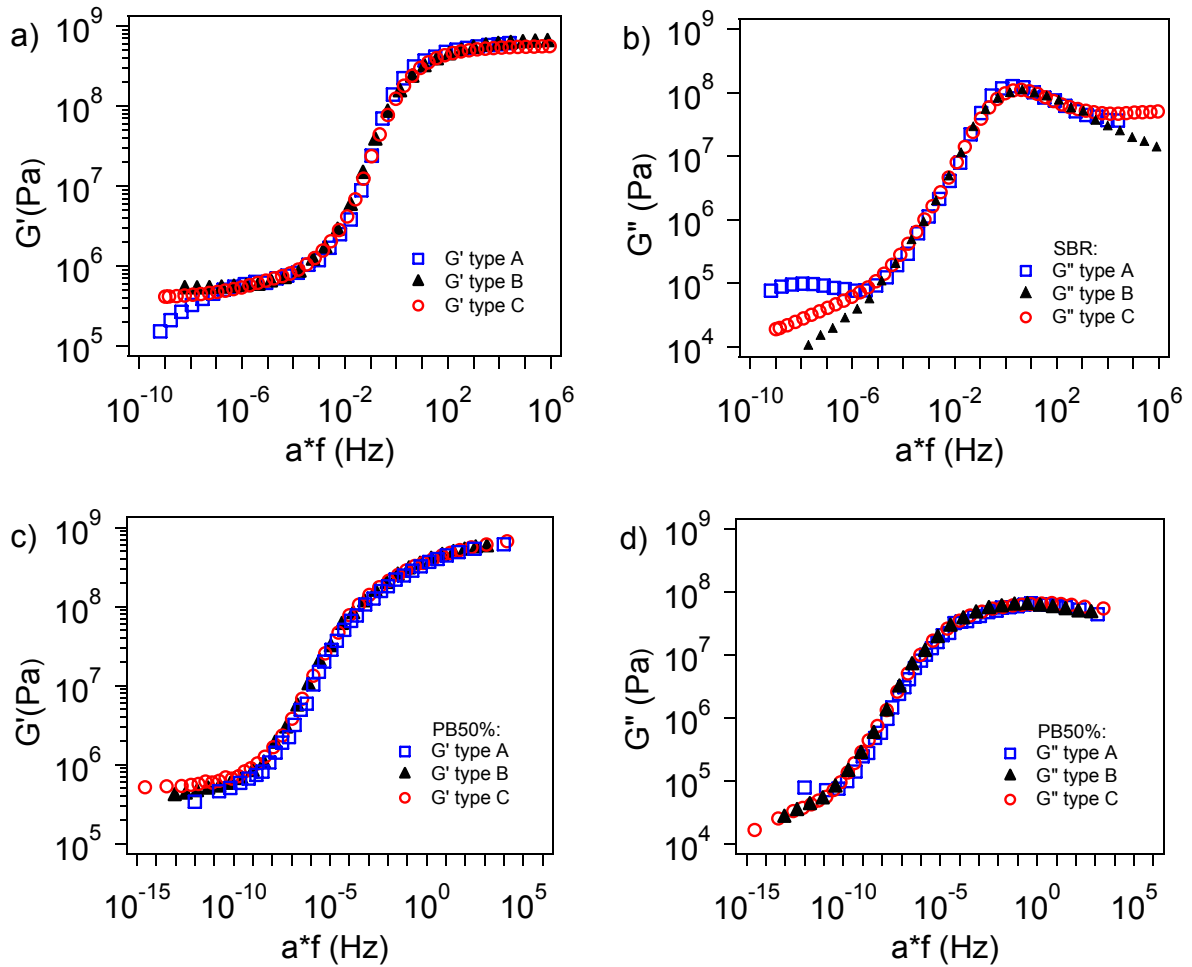 a)
G'(Pa)
10^9
10^8
10^7
10^6
10^5
G' type A
G' type B
G' type C
10^-10
10^-6
10^-2
10^2
10^6
a*f (Hz)
b)
G" (Pa)
10^9
10^8
10^7
10^6
10^5
10^4
SBR:
G" type A
G" type B
G" type C
10^-10
10^-6
10^-2
10^2
10^6
a*f (Hz)
c)
G'(Pa)
10^9
10^8
10^7
10^6
10^5
PB50%:
G' type A
G' type B
G' type C
10^-15
10^-10
10^-5
10^0
10^5
a*f (Hz)
d)
G" (Pa)
10^9
10^8
10^7
10^6
10^5
10^4
PB50%:
G" type A
G" type B
G" type C
10^-15
10^-10
10^-5
10^0
10^5
a*f (Hz)